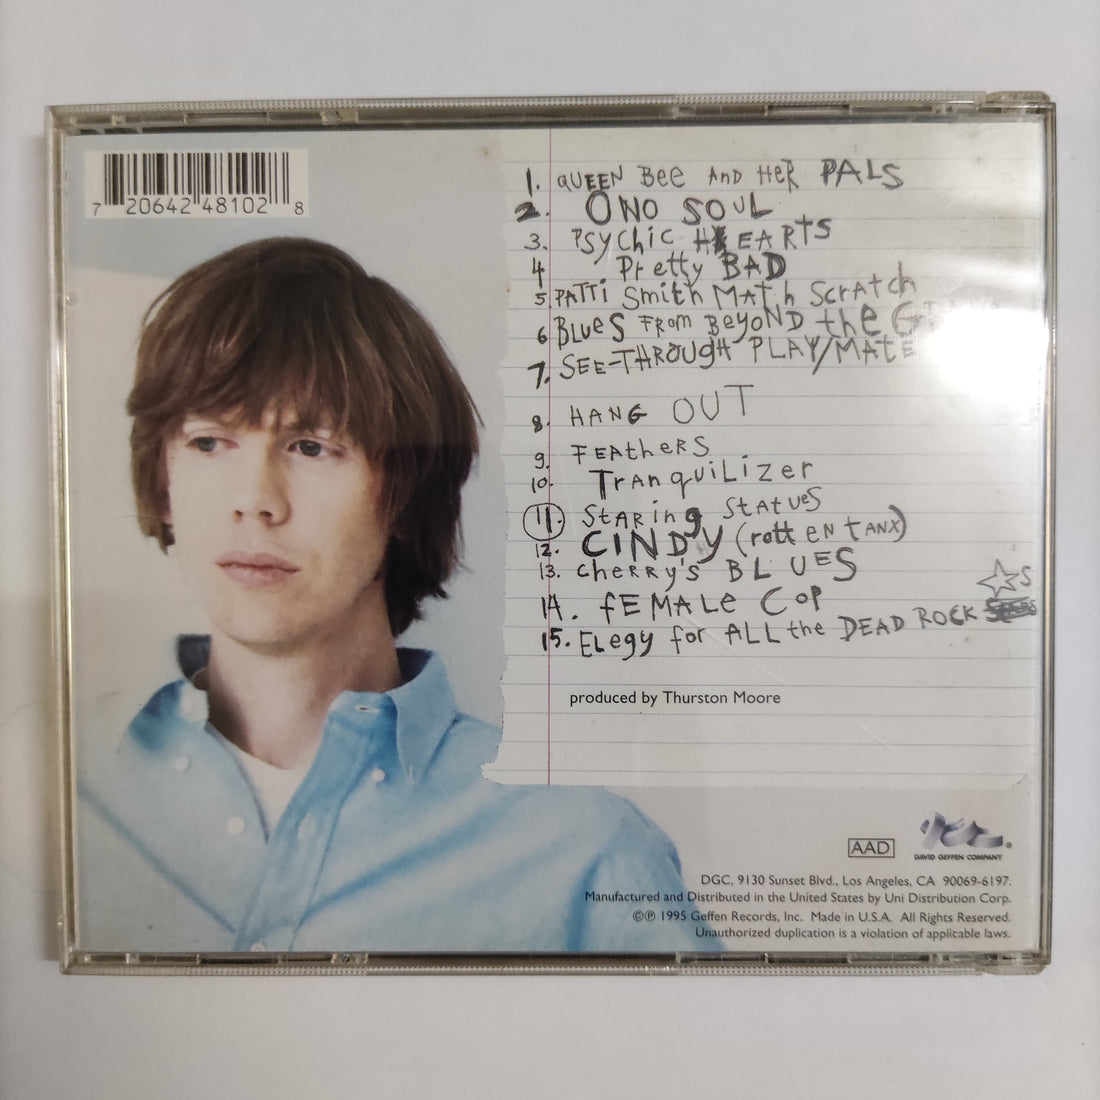 7 20642 48102 8
1. QUEEN Bee AND HeR PALS
2. ONO SOUL
3. PSyChic HEARTS
4 Pretty BAD
5. PATTi Smith MATh ScrAtch
6 BLUeS FRom BeyoND the
7. SEE-THROUGH PLAY/MATE
8. HANG OUT
9. FEAtheRS
10. TrAnquiLizer
11. StARing StAtUeS
12. CINDY (rotten TANX)
13. CheRRy's BLUES
14. fEMALe CoP
15. ELegy for ALL the DEAD ROCK ☆S
produced by Thurston Moore
AAD
DAVID GEFFEN COMPANY
DGC, 9130 Sunset Blvd., Los Angeles, CA 90069-6197.
Manufactured and Distributed in the United States by Uni Distribution Corp.
©℗ 1995 Geffen Records, Inc. Made in U.S.A. All Rights Reserved.
Unauthorized duplication is a violation of applicable laws.